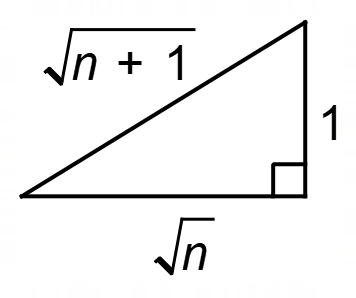 √n + 1
1
√n